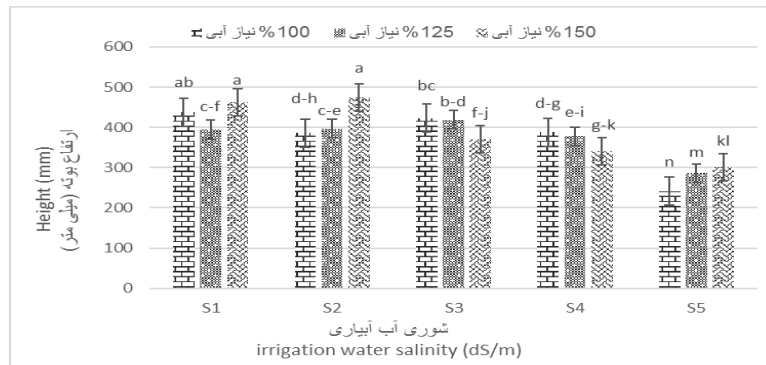 %100 نیاز آبی %125 نیاز آبی %150 نیاز آبی
600
500
400
300
200
100
0
Height (mm)
ارتفاع بوته (میلی متر)
ab c-f a
d-h c-e a
bc b-d f-j
d-g e-i g-k
n m kl
S1 S2 S3 S4 S5
شوری آب آبیاری
irrigation water salinity (dS/m)